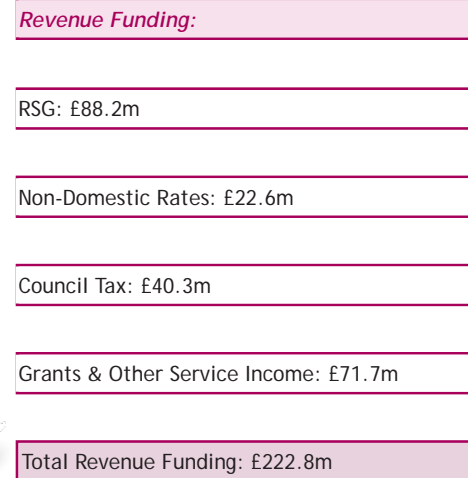 Revenue Funding:
RSG: £88.2m
Non-Domestic Rates: £22.6m
Council Tax: £40.3m
Grants & Other Service Income: £71.7m
Total Revenue Funding: £222.8m